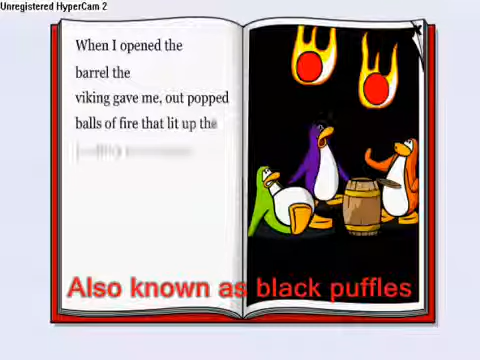 Unregistered HyperCam 2
When I opened the
barrel the
viking gave me, out popped
balls of fire that lit up the
Also known as black puffles